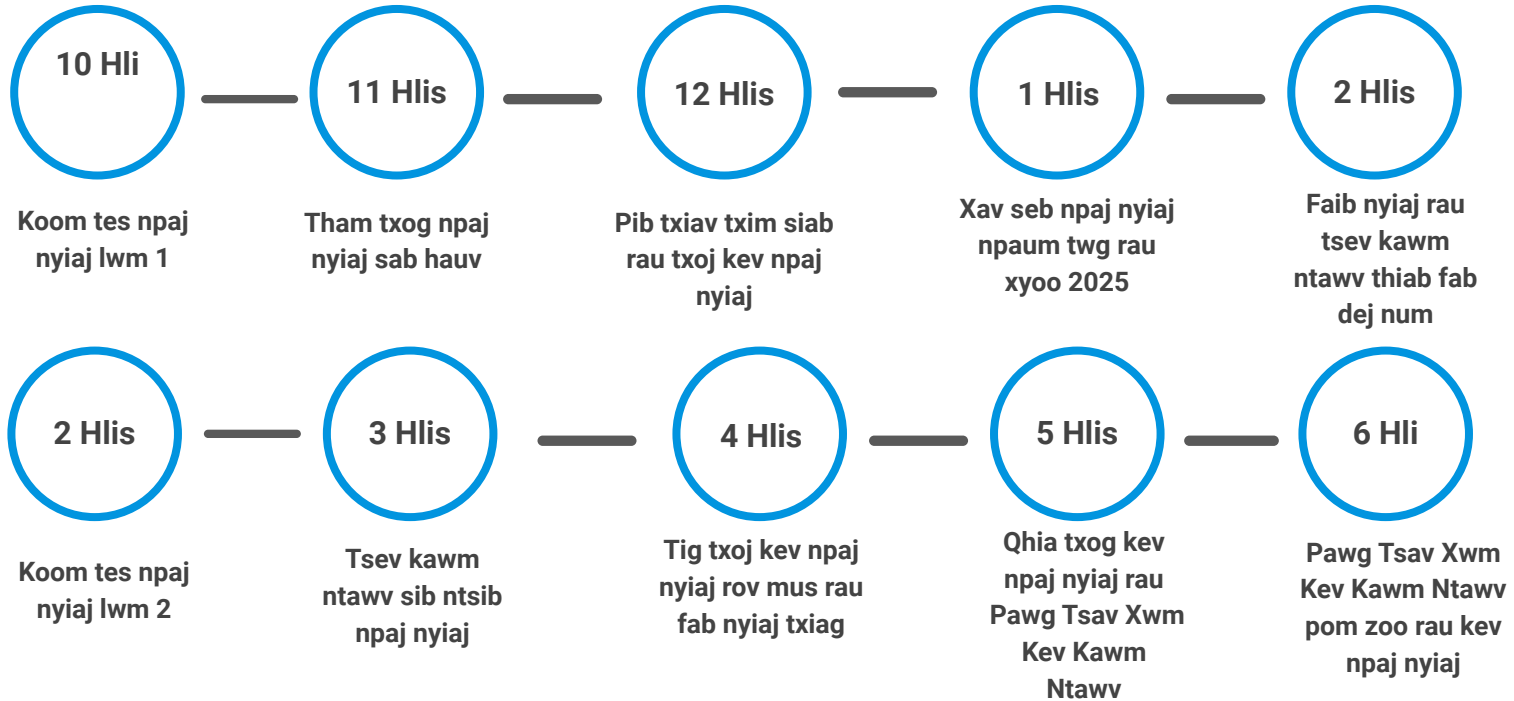 10 Hli
Koom tes npaj
nyiaj lwm 1
11 Hlis
Tham txog npaj
nyiaj sab hauv
12 Hlis
Pib txiav txim siab
rau txoj kev npaj
nyiaj
1 Hlis
Xav seb npaj nyiaj
npaum twg rau
xyoo 2025
2 Hlis
Faib nyiaj rau
tsev kawm
ntawv thiab fab
dej num
2 Hlis
Koom tes npaj
nyiaj lwm 2
3 Hlis
Tsev kawm
ntawv sib ntsib
npaj nyiaj
4 Hlis
Tig txoj kev npaj
nyiaj rov mus rau
fab nyiaj txiag
5 Hlis
Qhia txog kev
npaj nyiaj rau
Pawg Tsav Xwm
Kev Kawm
Ntawv
6 Hli
Pawg Tsav Xwm
Kev Kawm Ntawv
pom zoo rau kev
npaj nyiaj